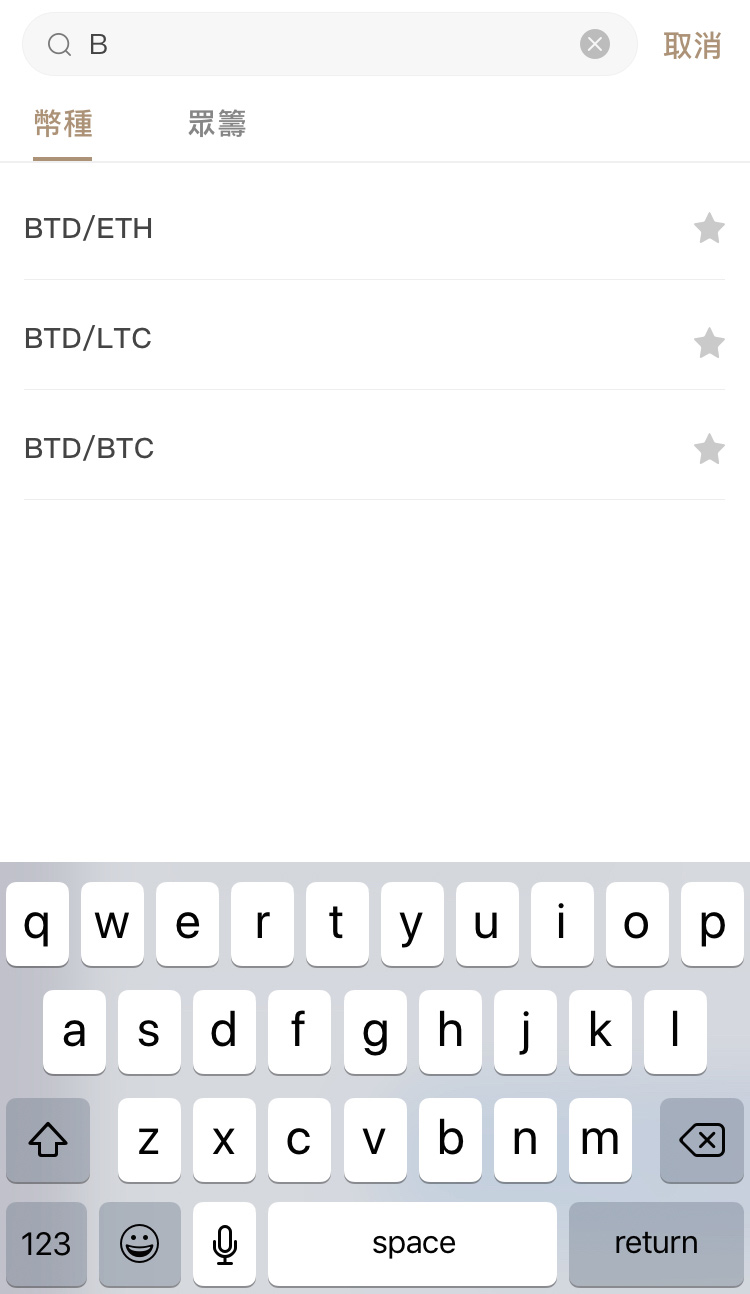 B
取消
幣種 眾籌
BTD/ETH
BTD/LTC
BTD/BTC
q w e r t y u i o p
a s d f g h j k l
z x c v b n m
123 space return